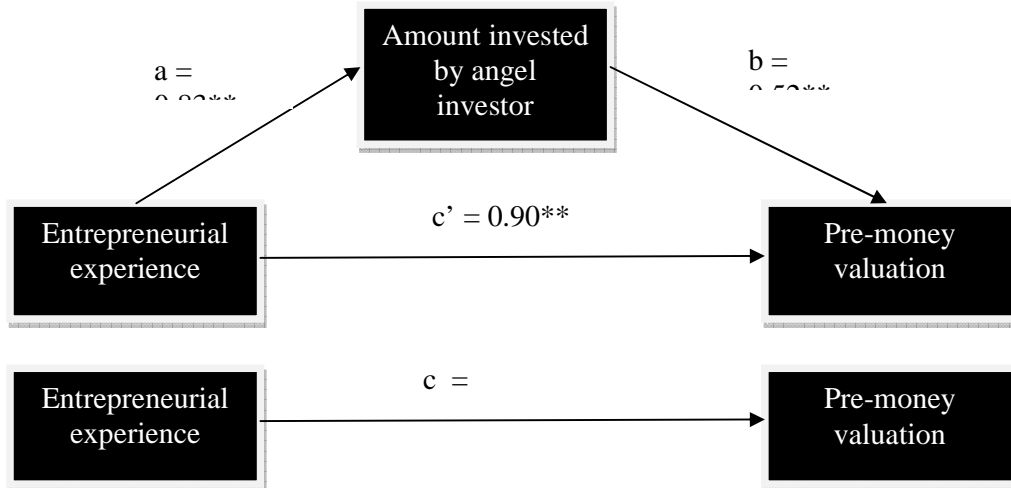 Amount invested
by angel
investor
a =
b =
c’ = 0.90**
Entrepreneurial
experience
Pre-money
valuation
c =
Entrepreneurial
experience
Pre-money
valuation